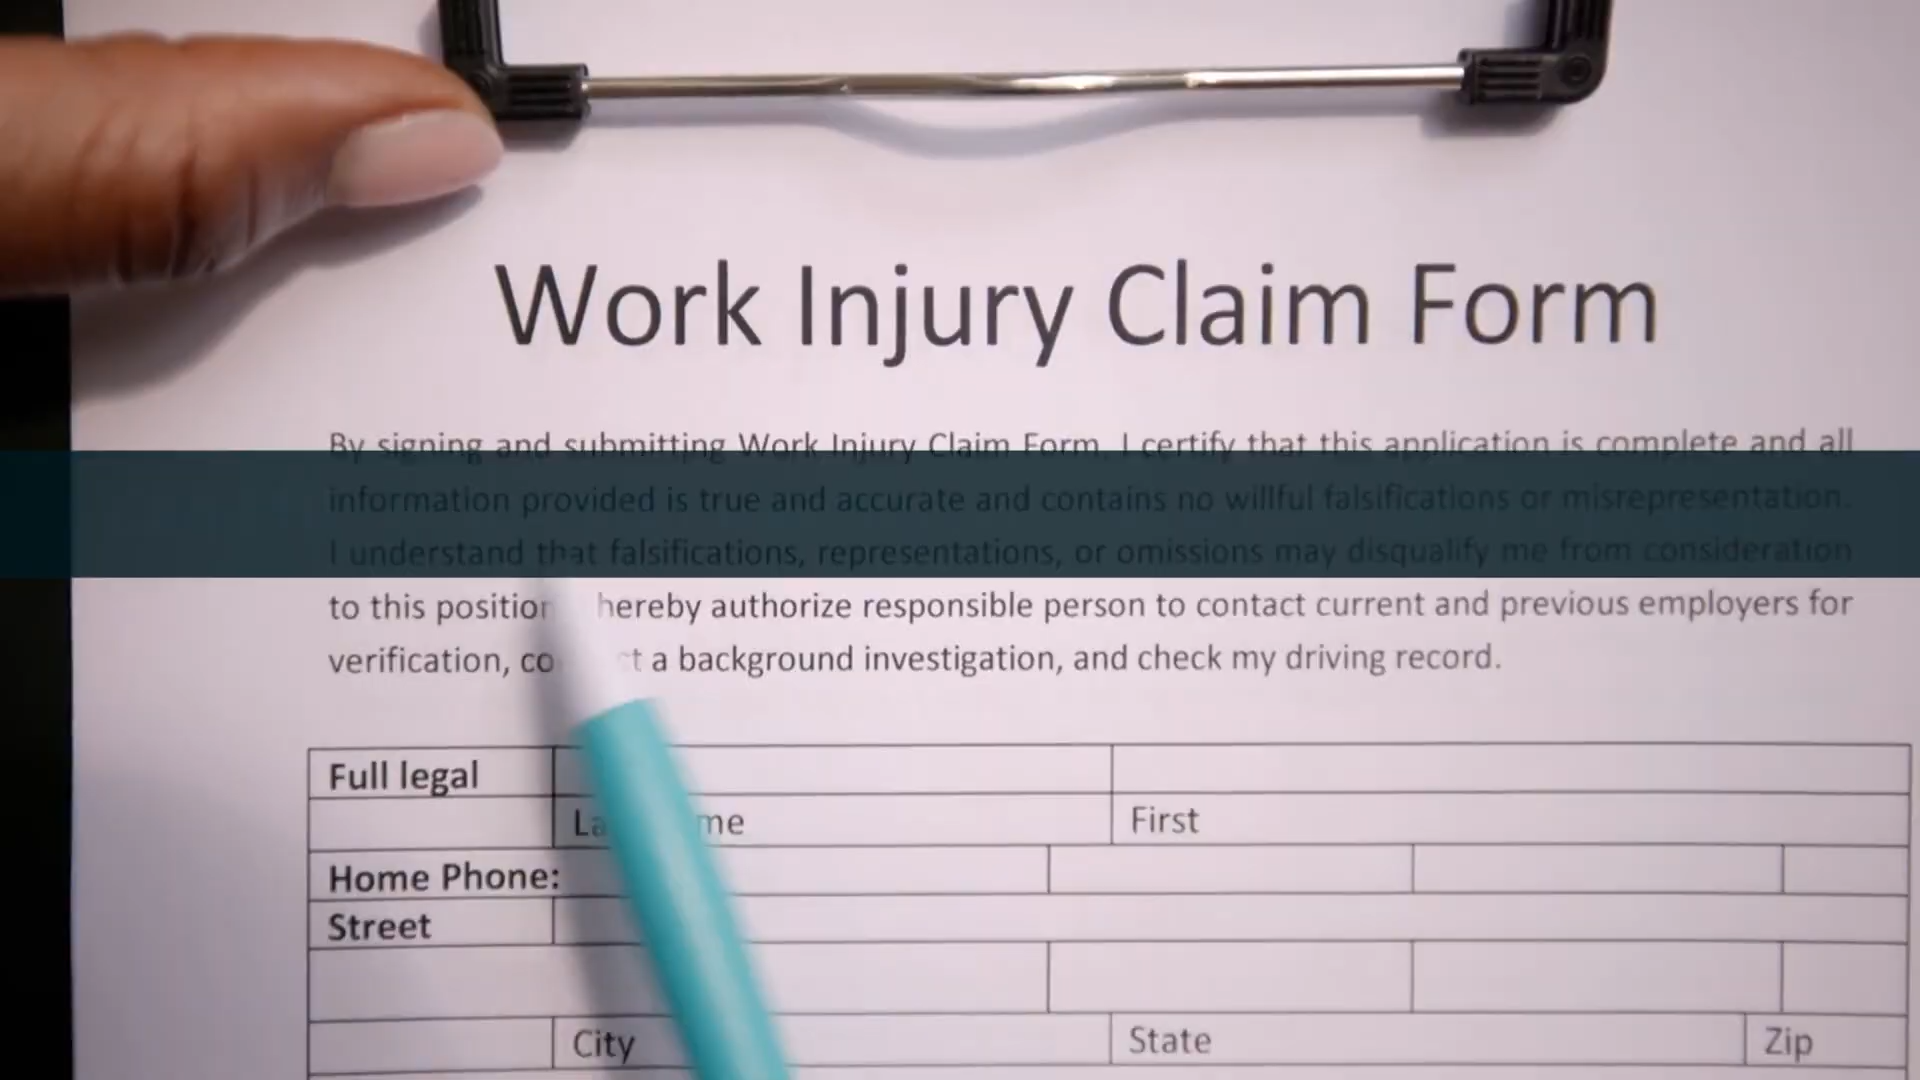 Work Injury Claim Form
By signing and submitting Work Injury Claim Form, I certify that this application is complete and all
information provided is true and accurate and contains no willful falsifications or misrepresentation.
I understand that falsifications, representations, or omissions may disqualify me from consideration
to this position hereby authorize responsible person to contact current and previous employers for
verification, a background investigation, and check my driving record.
Full legal
First
Home Phone:
Street
City State Zip